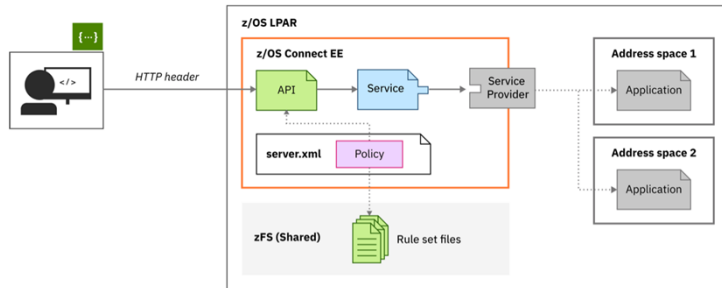 z/OS LPAR
{...}
</>
HTTP header
z/OS Connect EE
API
Service
Service
Provider
server.xml
Policy
zFS (Shared)
Rule set files
Address space 1
Application
Address space 2
Application